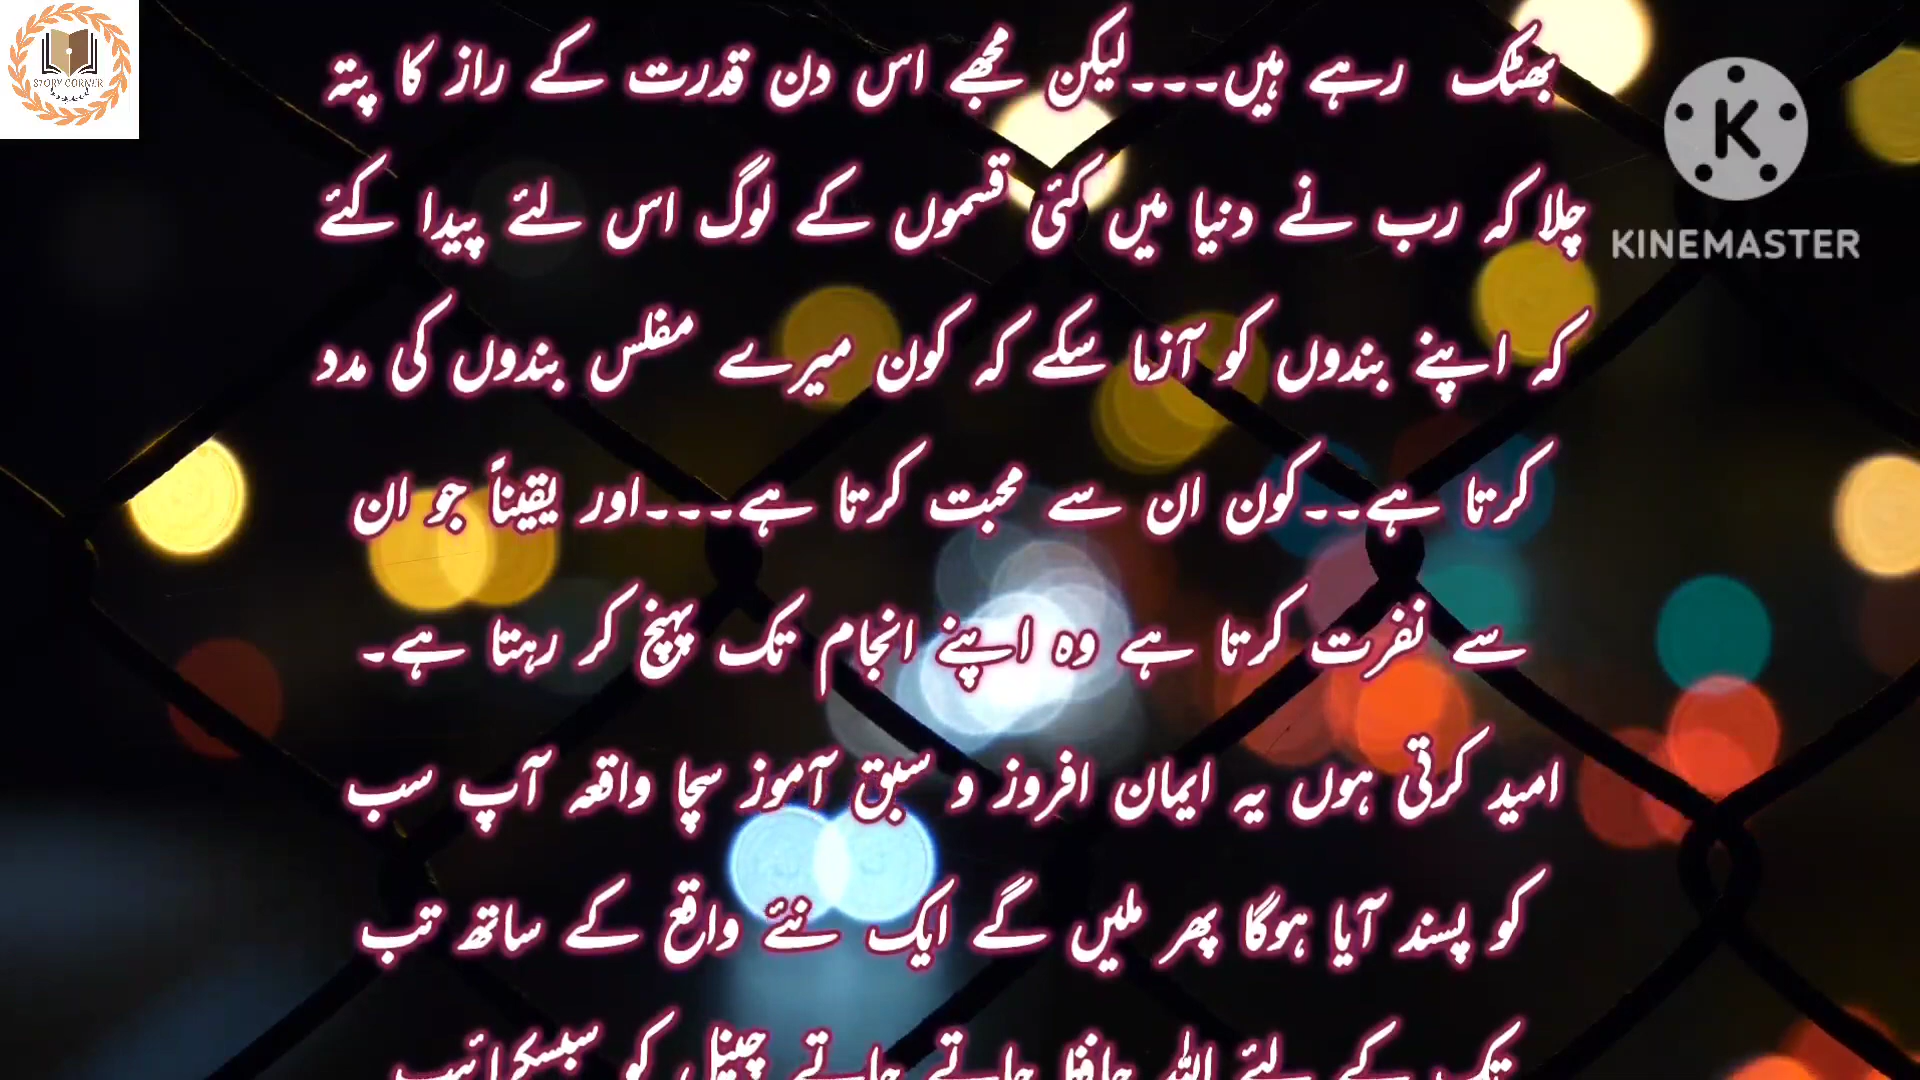 STORY CORNER
بھٹک رہے ہیں۔۔۔لیکن مجھے اس دن قدرت کے راز کا پتہ
چلا کہ رب نے دنیا میں کئی قسموں کے لوگ اس لئے پیدا کئے
کہ اپنے بندوں کو آزما سکے کہ کون میرے مفلس بندوں کی مدد
کرتا ہے۔۔کون ان سے محبت کرتا ہے۔۔۔اور یقیناً جو ان
سے نفرت کرتا ہے وہ اپنے انجام تک پہنچ کر رہتا ہے۔
امید کرتی ہوں یہ ایمان افروز و سبق آموز سچا واقعہ آپ سب
کو پسند آیا ہوگا پھر ملیں گے ایک نئے واقع کے ساتھ تب
تک کے لئے اللہ حافظ جاتے جاتے چینل کو سبسکرائب
K
KINEMASTER